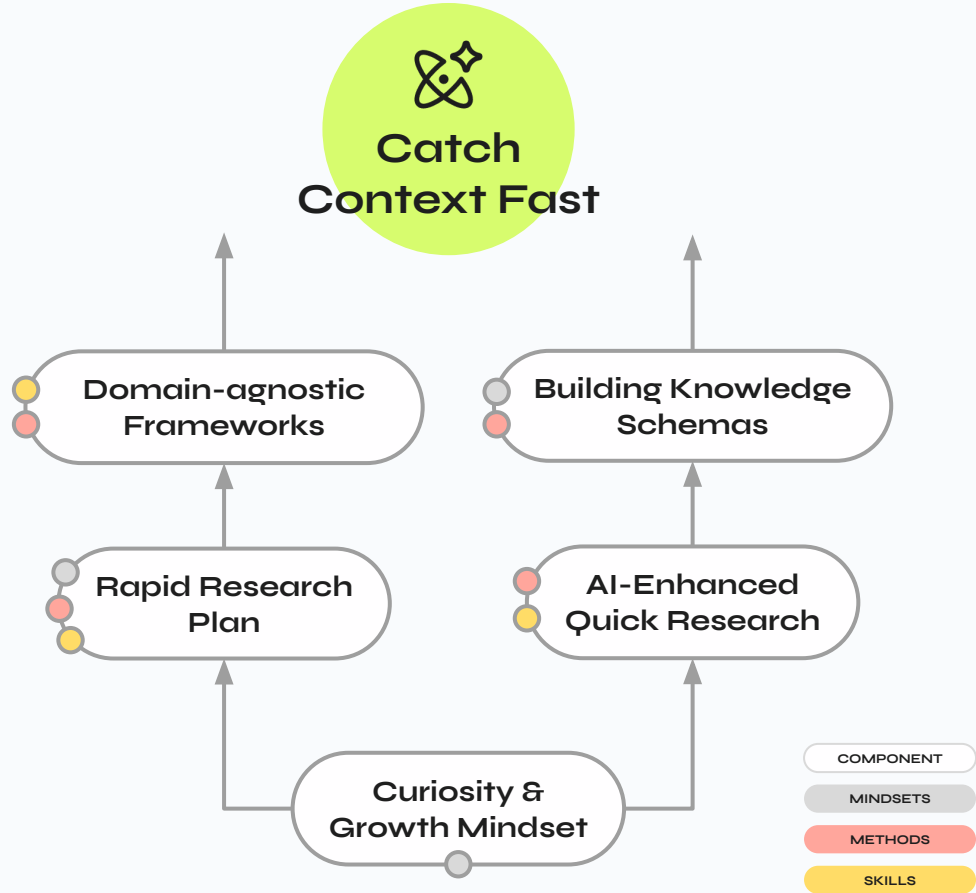 Catch
Context Fast
Domain-agnostic
Frameworks
Building Knowledge
Schemas
Rapid Research
Plan
AI-Enhanced
Quick Research
Curiosity &
Growth Mindset
COMPONENT
MINDSETS
METHODS
SKILLS